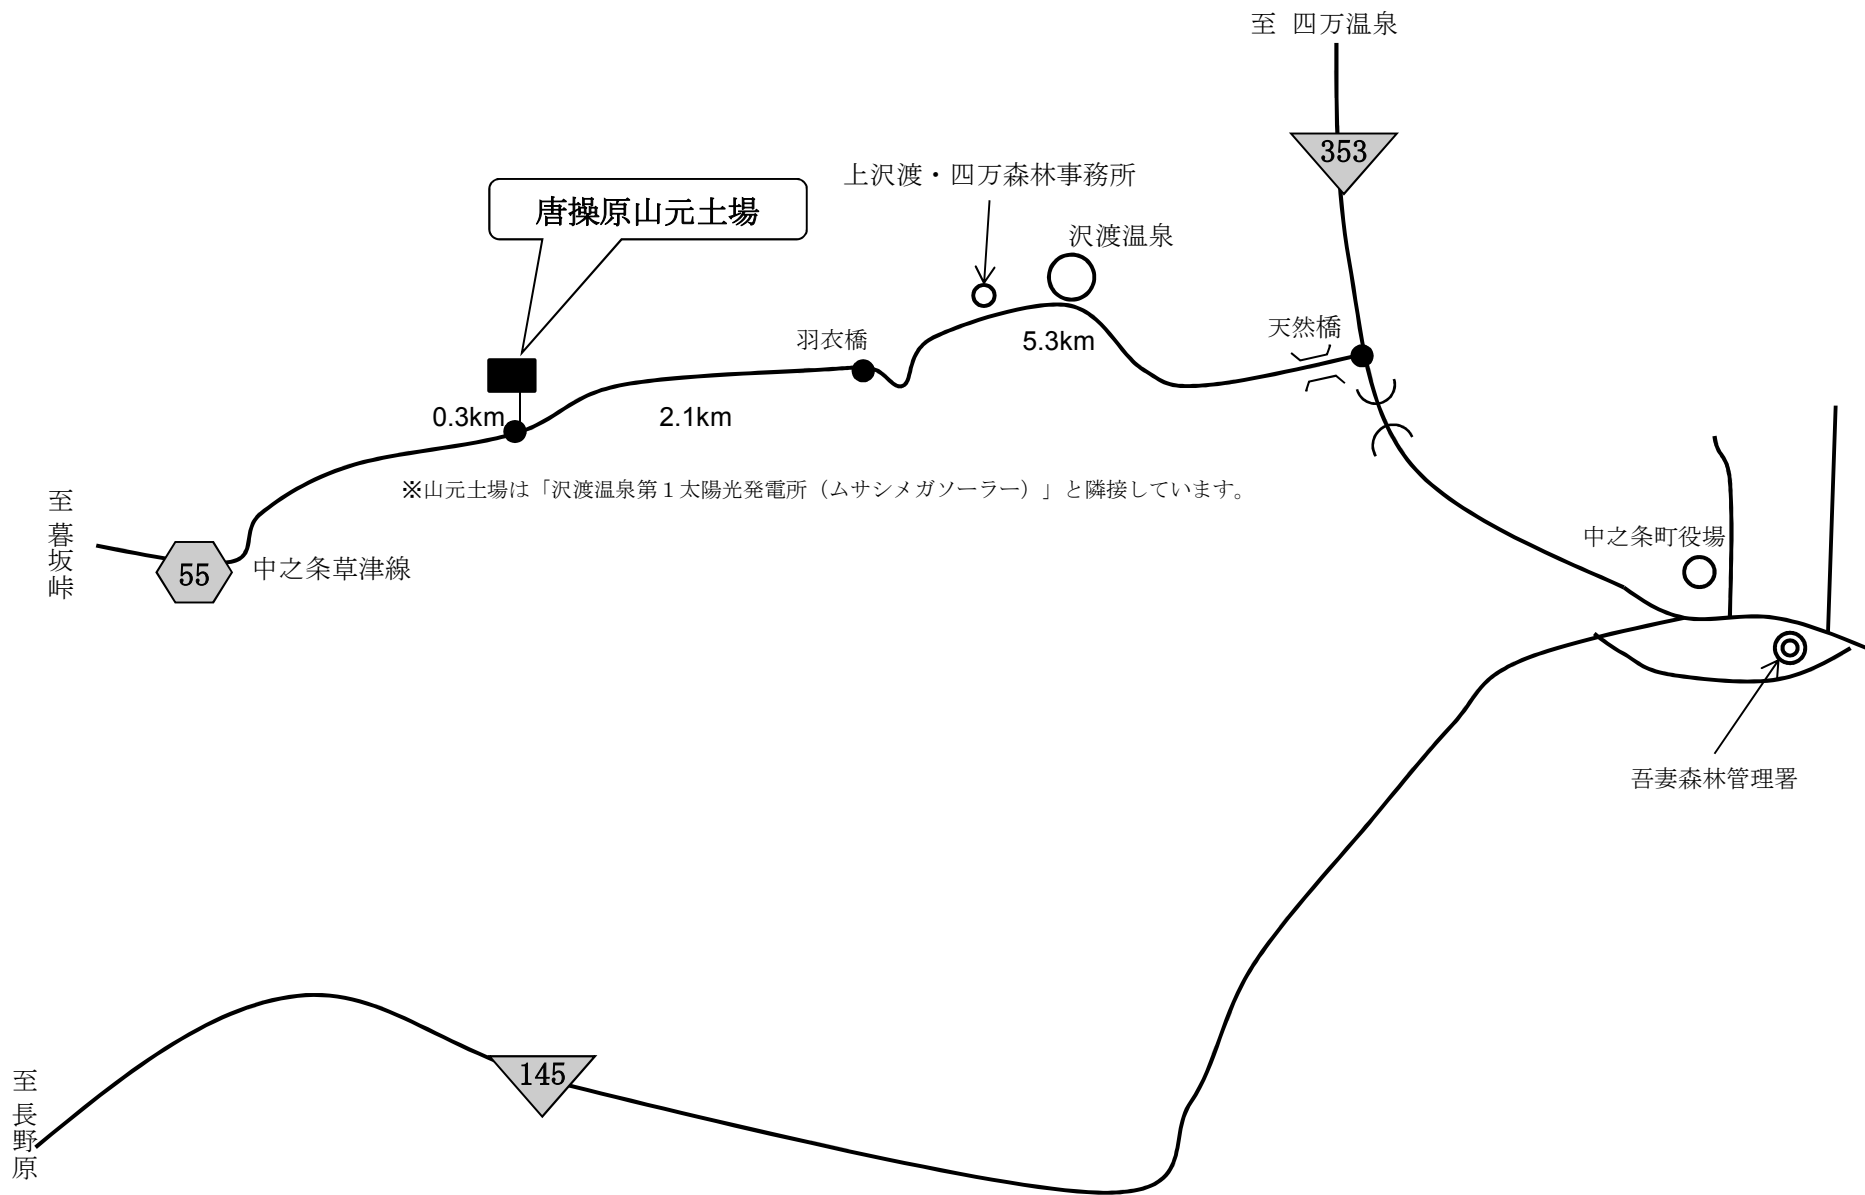 至 四万温泉
353
上沢渡・四万森林事務所
唐操原山元土場
沢渡温泉
天然橋
羽衣橋
5.3km
0.3km
2.1km
※山元土場は「沢渡温泉第１太陽光発電所（ムサシメガソーラー）」と隣接しています。
至 暮坂峠
55
中之条草津線
中之条町役場
吾妻森林管理署
145
至 長野原